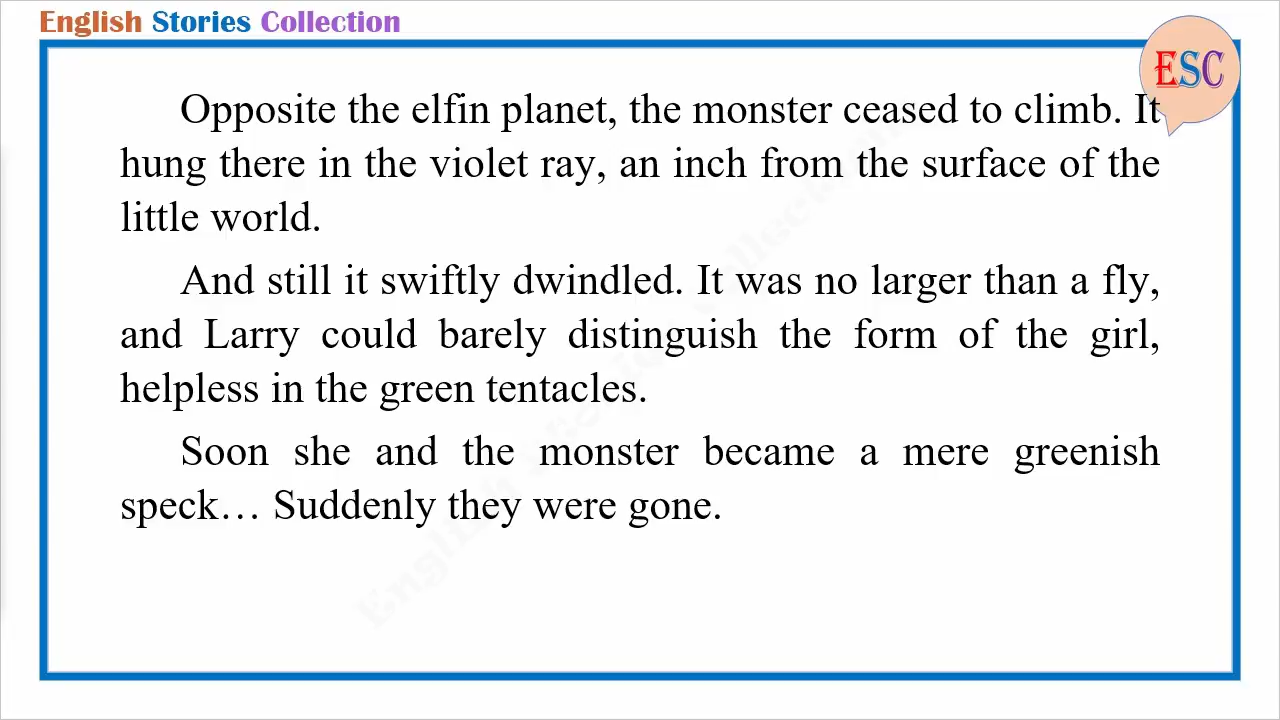 English Stories Collection
ESC
Opposite the elfin planet, the monster ceased to climb. It
hung there in the violet ray, an inch from the surface of the
little world.
And still it swiftly dwindled. It was no larger than a fly,
and Larry could barely distinguish the form of the girl,
helpless in the green tentacles.
Soon she and the monster became a mere greenish
speck… Suddenly they were gone.
English Stories Collection